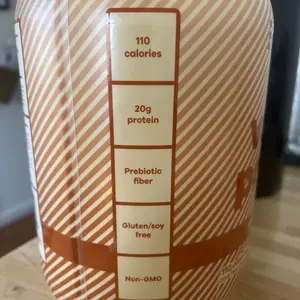 110
calories
20g
protein
Prebiotic
fiber
Gluten/soy
free
Non-GMO